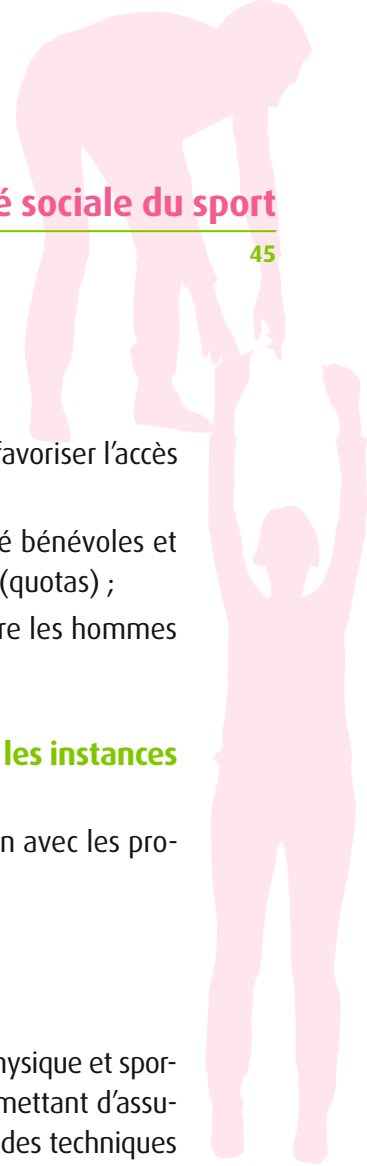 é sociale du sport
45
favoriser l’accès
é bénévoles et
(quotas) ;
re les hommes
les instances
n avec les pro-
hysique et spor-
mettant d’assu-
des techniques